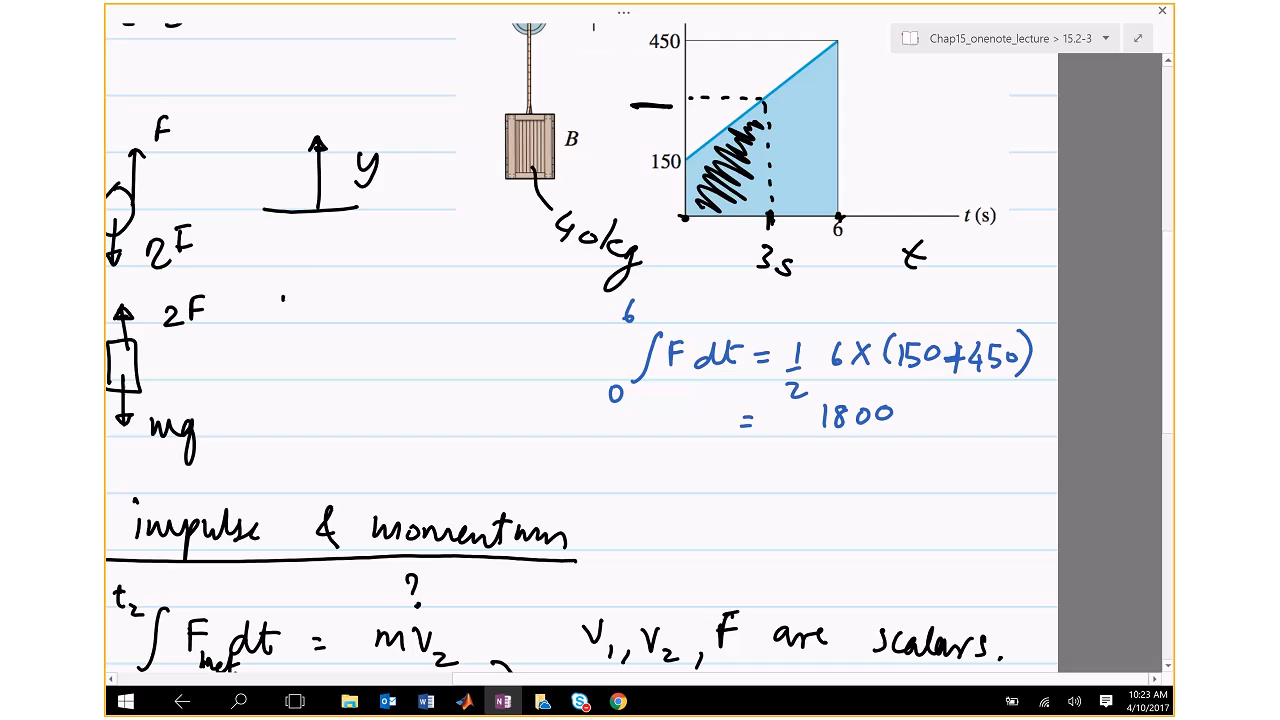 Chap15_onenote_lecture > 15.2-3
450
F
y
B
150
t (s)
6
40kg
3s
t
2F
2F
6
∫ F dt = 1/2 6 X (150+450)
0
= 1800
mg
impulse & momentum
?
t2
∫ Fnet dt = mv2
v1, v2, F are scalars.
10:23 AM
4/10/2017